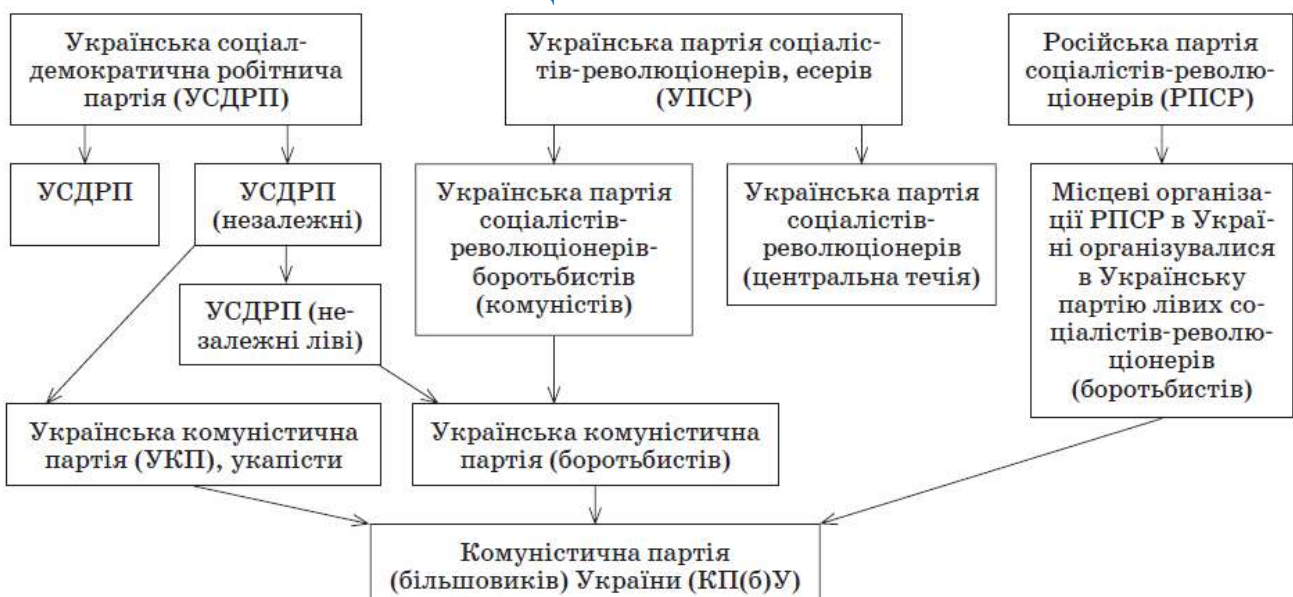 Українська соціал-
демократична робітнича
партія (УСДРП)
Українська партія соціаліс-
тів-революціонерів, есерів
(УПСР)
Російська партія
соціалістів-револю-
ціонерів (РПСР)
УСДРП
УСДРП
(незалежні)
Українська партія
соціалістів-
революціонерів-
боротьбистів
(комуністів)
Українська партія
соціалістів-
революціонерів
(центральна течія)
Місцеві організа-
ції РПСР в Украї-
ні організувалися
в Українську
партію лівих со-
ціалістів-револю-
ціонерів
(боротьбистів)
УСДРП (не-
залежні ліві)
Українська комуністична
партія (УКП), укапісти
Українська комуністична
партія (боротьбистів)
Комуністична партія
(більшовиків) України (КП(б)У)